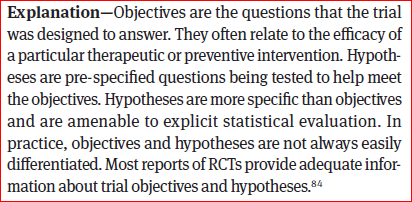 Explanation—Objectives are the questions that the trial
was designed to answer. They often relate to the efficacy
of a particular therapeutic or preventive intervention. Hypoth-
eses are pre-specified questions being tested to help meet
the objectives. Hypotheses are more specific than objectives
and are amenable to explicit statistical evaluation. In
practice, objectives and hypotheses are not always easily
differentiated. Most reports of RCTs provide adequate infor-
mation about trial objectives and hypotheses.⁸⁴